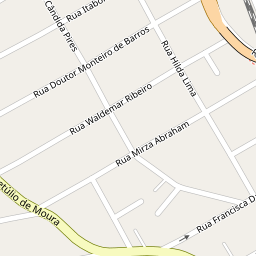 Rua Itabo
Cândida Pires
Rua Doutor Monteiro de Barros
Rua Hilda Lima
Rua Waldemar Ribeiro
Rua Mirza Abraham
etúlio de Moura
Rua Francisca D